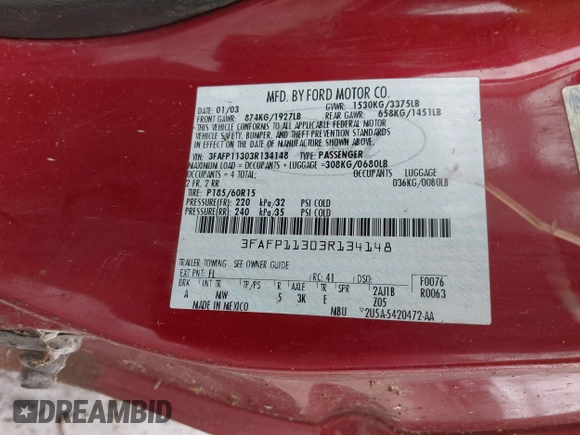 MFD. BY FORD MOTOR CO.
DATE: 01/03 GVWR: 1530KG/3375LB
FRONT GAWR: 874KG/1927LB REAR GAWR: 658KG/1451LB
THIS VEHICLE CONFORMS TO ALL APPLICABLE FEDERAL MOTOR
VEHICLE SAFETY, BUMPER, AND THEFT PREVENTION STANDARDS
IN EFFECT ON THE DATE OF MANUFACTURE SHOWN ABOVE.
VIN: 3FAFP11303R134148 TYPE: PASSENGER
MAXIMUM LOAD = OCCUPANTS + LUGGAGE =308KG/0680LB
OCCUPANTS = 4 TOTAL; OCCUPANTS LUGGAGE
2 FR, 2 RR 036KG/0080LB
TIRE: P185/60R15
PRESSURE(FR) 220 kPa/32 PSI COLD
PRESSURE(RR) 240 kPa/35 PSI COLD
3FAFP11303R134148
TRAILER TOWING - SEE OWNER GUIDE
EXT PNT: FL RC: 41 DSO: F0076
BRK INT TR TP/PS R AXLE TR SPR 2AJ1B R0063
A MW 5 3K E Z05
MADE IN MEXICO MBU 2U5A-5420472-AA
DREAMBID